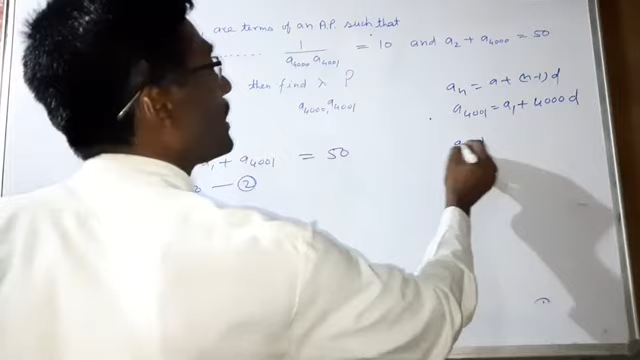 are terms of an A.P. such that
........ 1/(a₄₀₀₀ a₄₀₀₁) = 10 and a₂ + a₄₀₀₀ = 50
then find λ ?
a₄₀₀₀, a₄₀₀₁
aₙ = a + (n-1)d
a₄₀₀₁ = a₁ + 4000d
a₁ + a₄₀₀₁ = 50
— ②